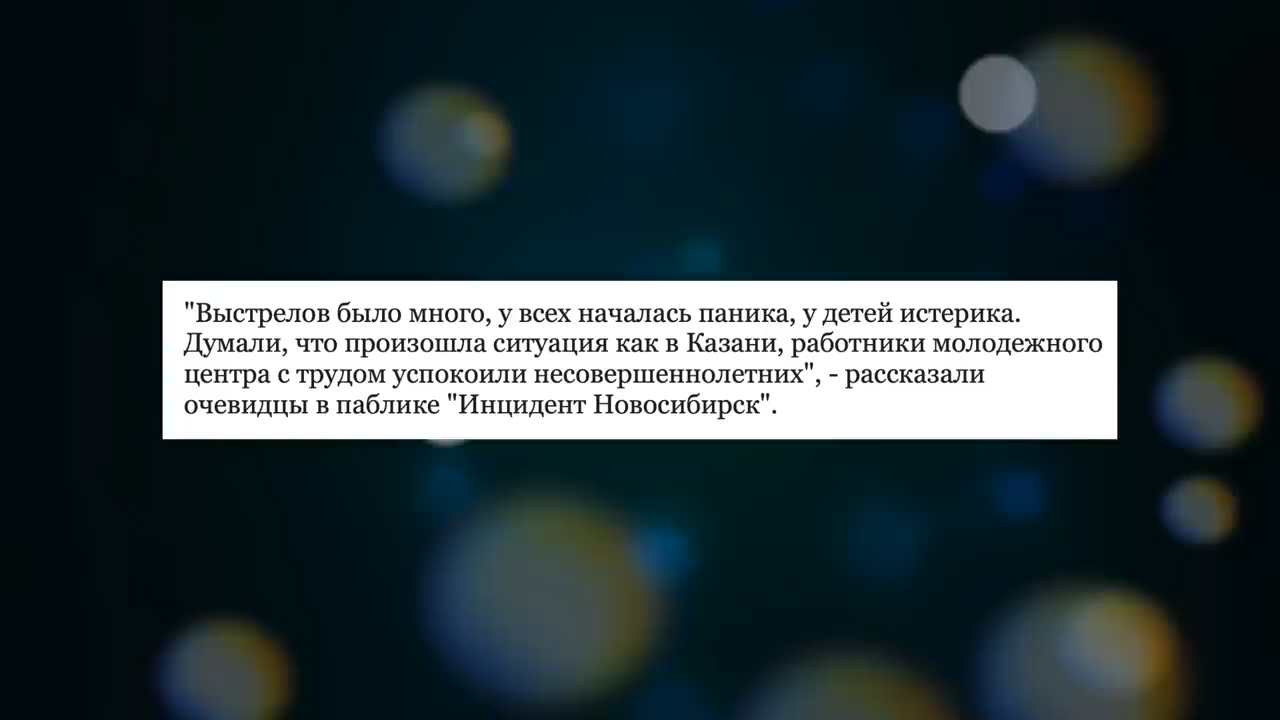 "Выстрелов было много, у всех началась паника, у детей истерика.
Думали, что произошла ситуация как в Казани, работники молодежного
центра с трудом успокоили несовершеннолетних", - рассказали
очевидцы в паблике "Инцидент Новосибирск".